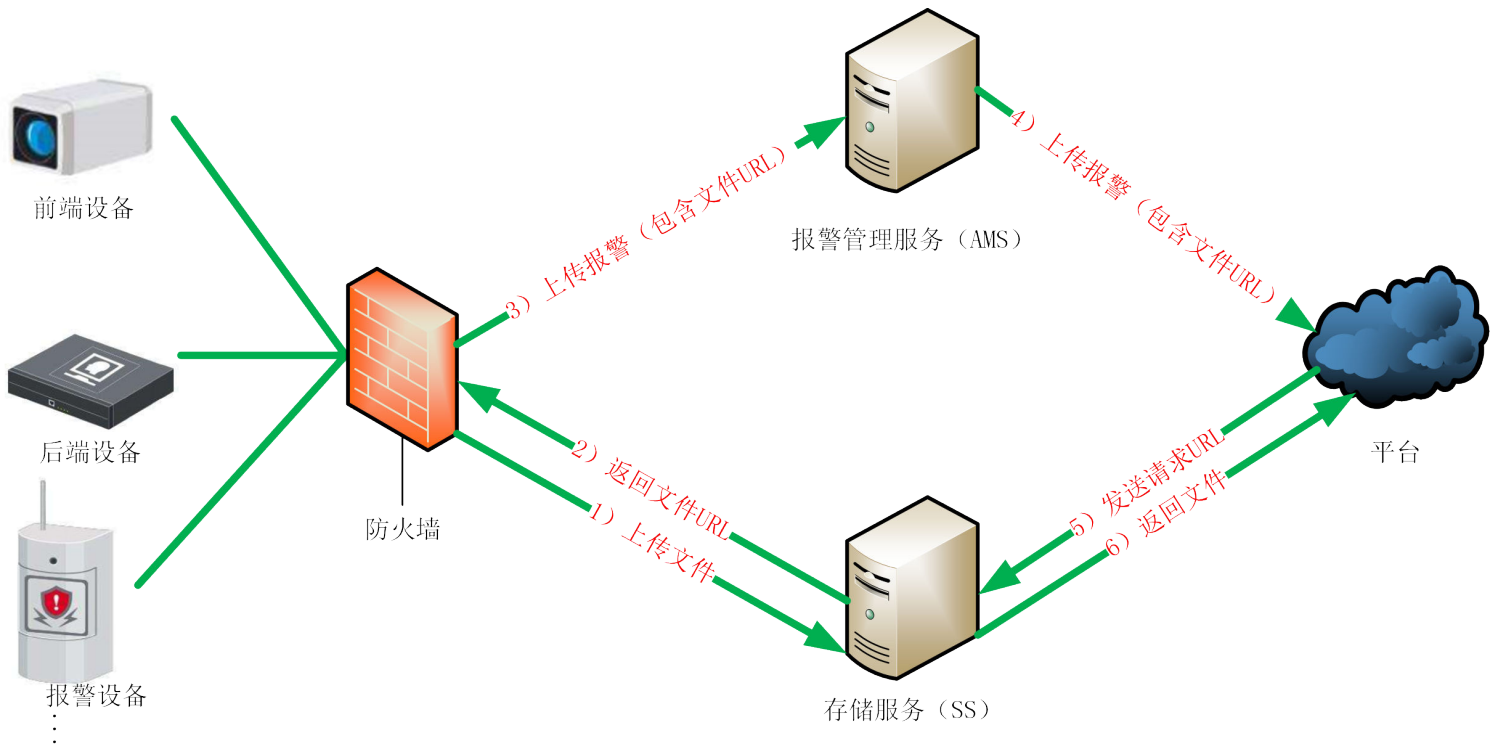 前端设备
后端设备
报警设备
⋮
防火墙
3）上传报警（包含文件URL）
2）返回文件URL
1）上传文件
报警管理服务（AMS）
存储服务（SS）
4）上传报警（包含文件URL）
5）发送请求URL
6）返回文件
平台